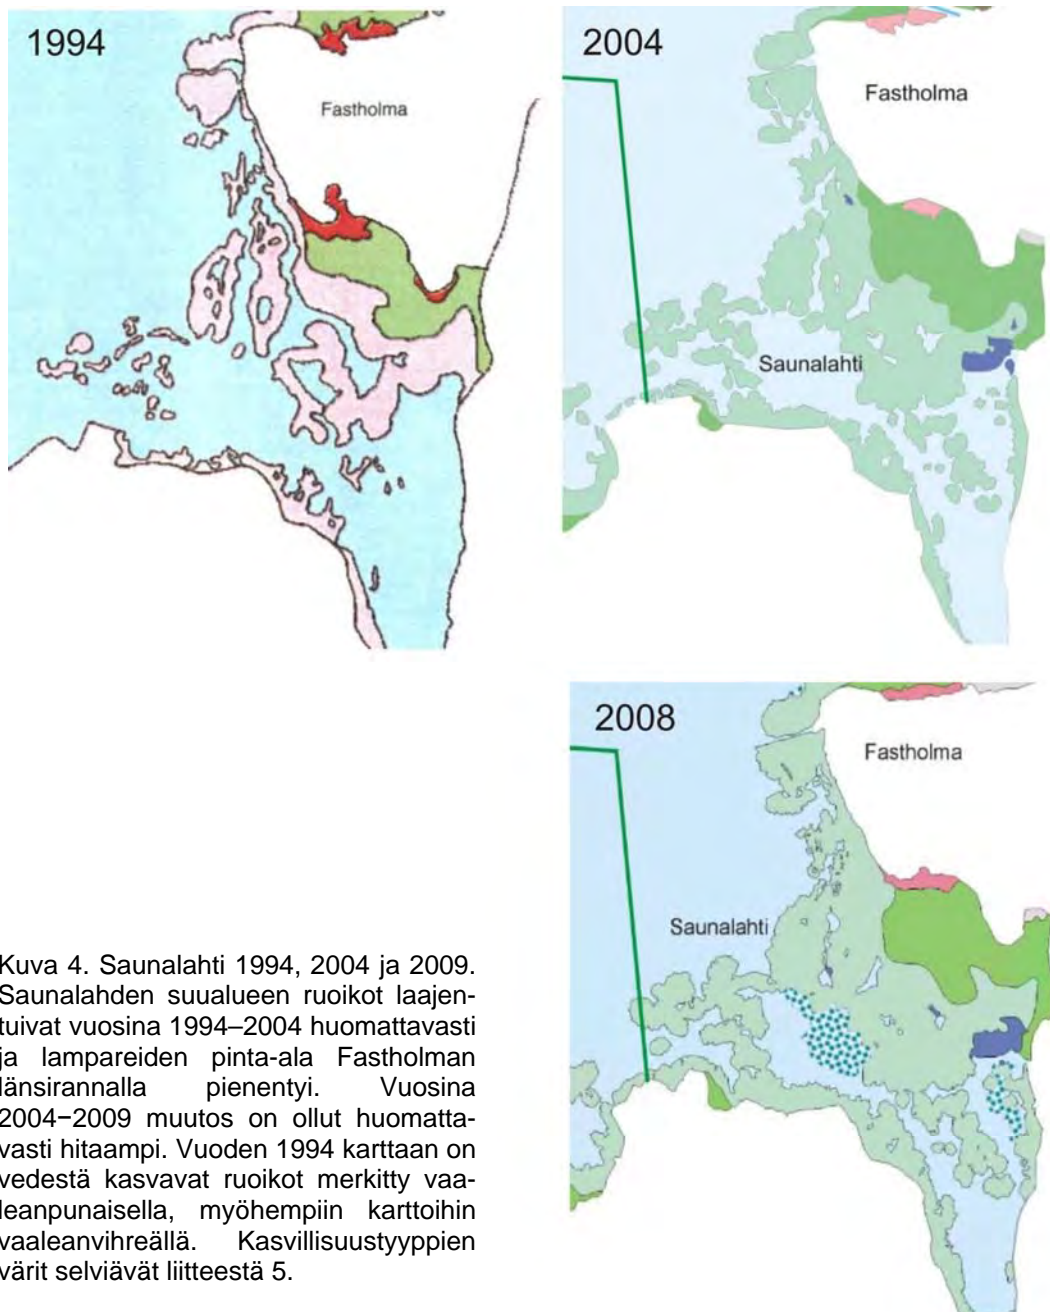 1994
Fastholma
2004
Fastholma
Saunalahti
2008
Fastholma
Saunalahti
Kuva 4. Saunalahti 1994, 2004 ja 2009.
Saunalahden suualueen ruoikot laajen-
tuivat vuosina 1994–2004 huomattavasti
ja lampareiden pinta-ala Fastholman
länsirannalla pienentyi. Vuosina
2004−2009 muutos on ollut huomatta-
vasti hitaampi. Vuoden 1994 karttaan on
vedestä kasvavat ruoikot merkitty vaa-
leanpunaisella, myöhempiin karttoihin
vaaleanvihreällä. Kasvillisuustyyppien
värit selviävät liitteestä 5.